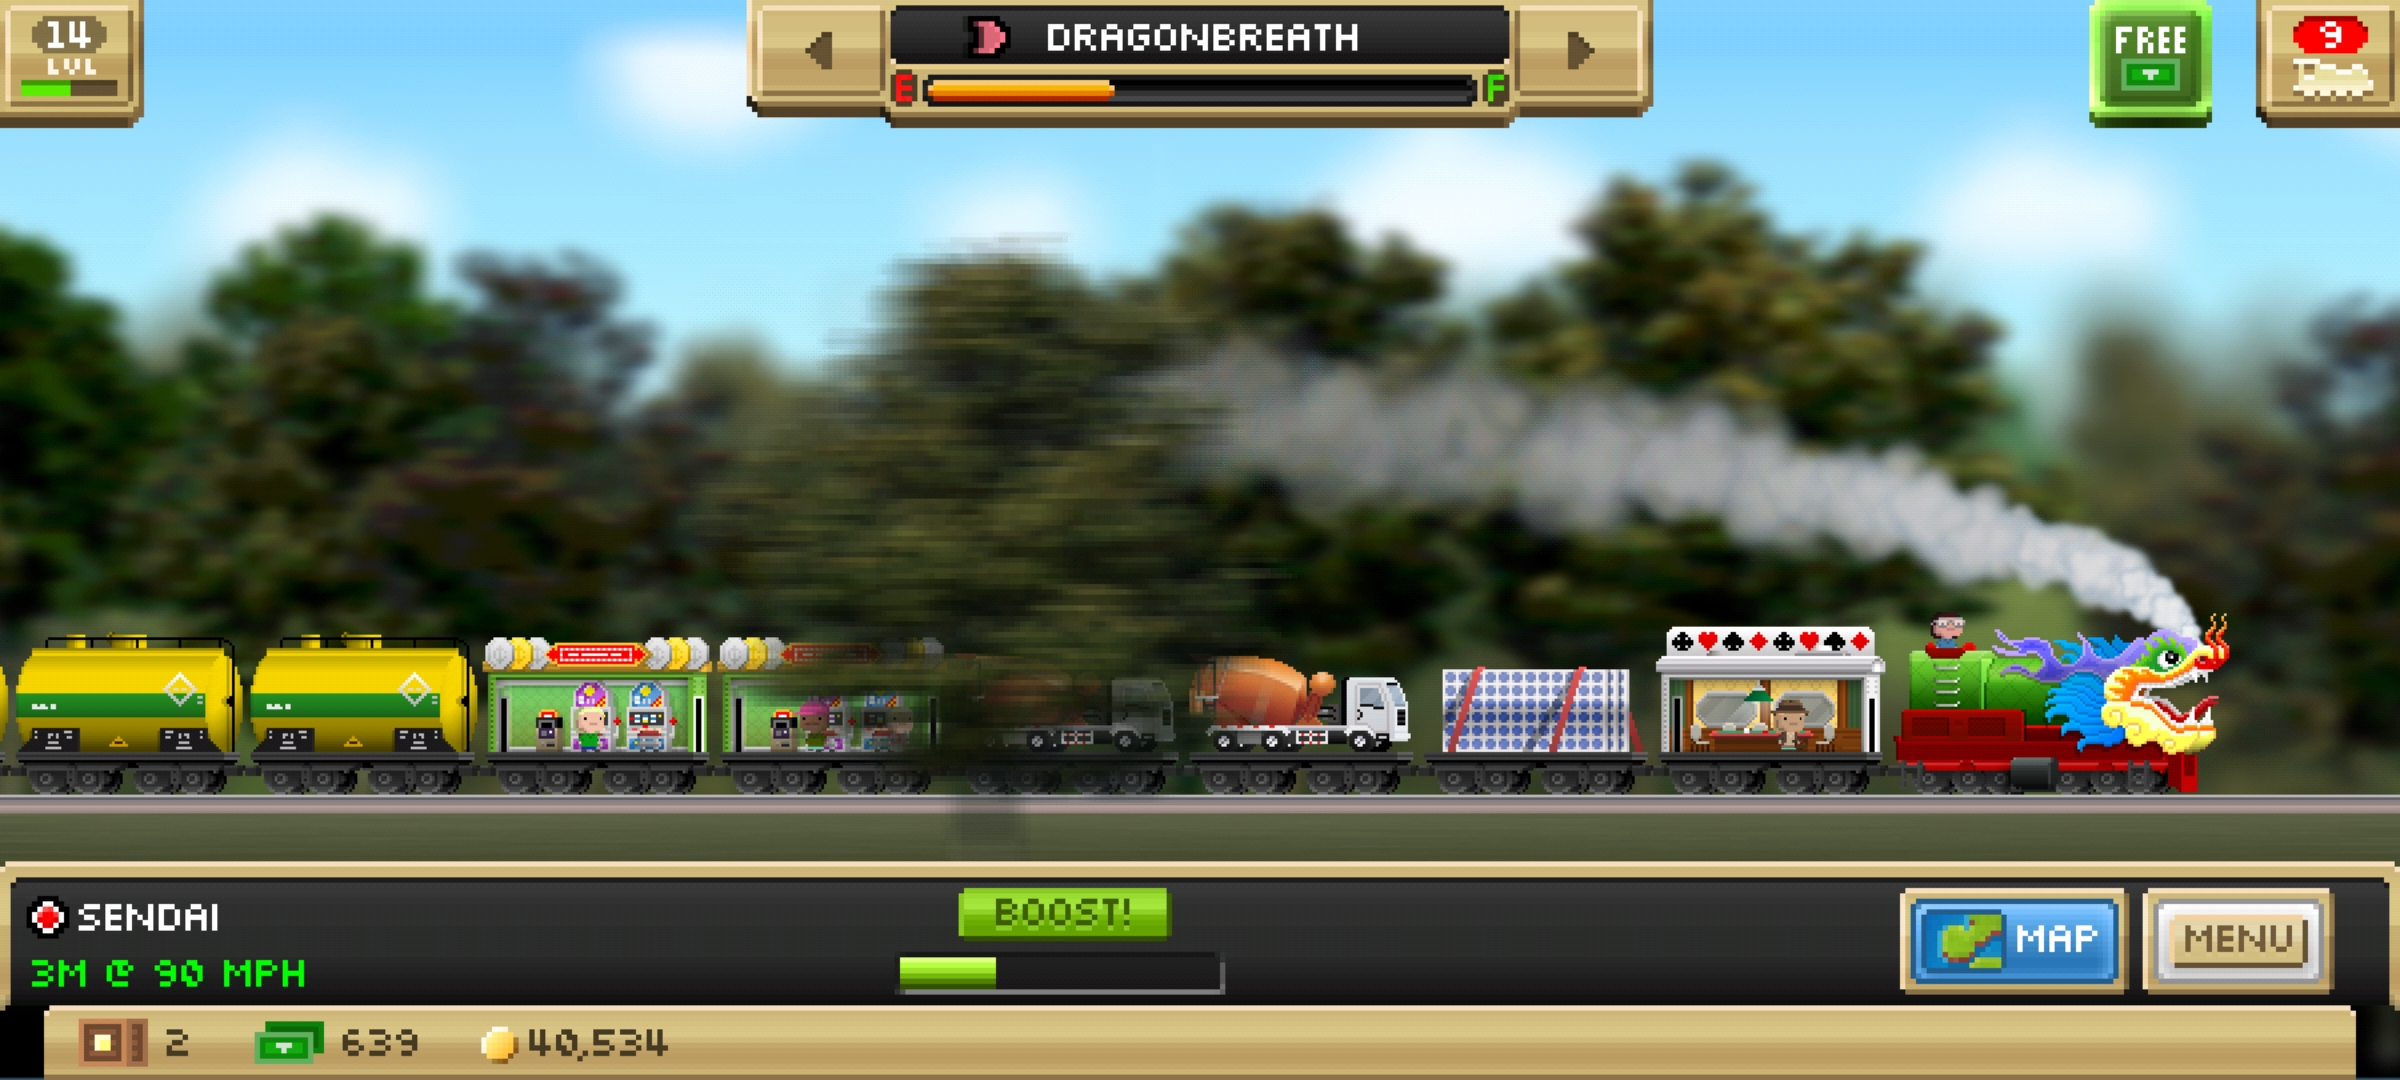 14
LVL
DRAGONBREATH
E F
FREE
9
SENDAI
3M @ 90 MPH
BOOST!
MAP
MENU
2
639
40,534